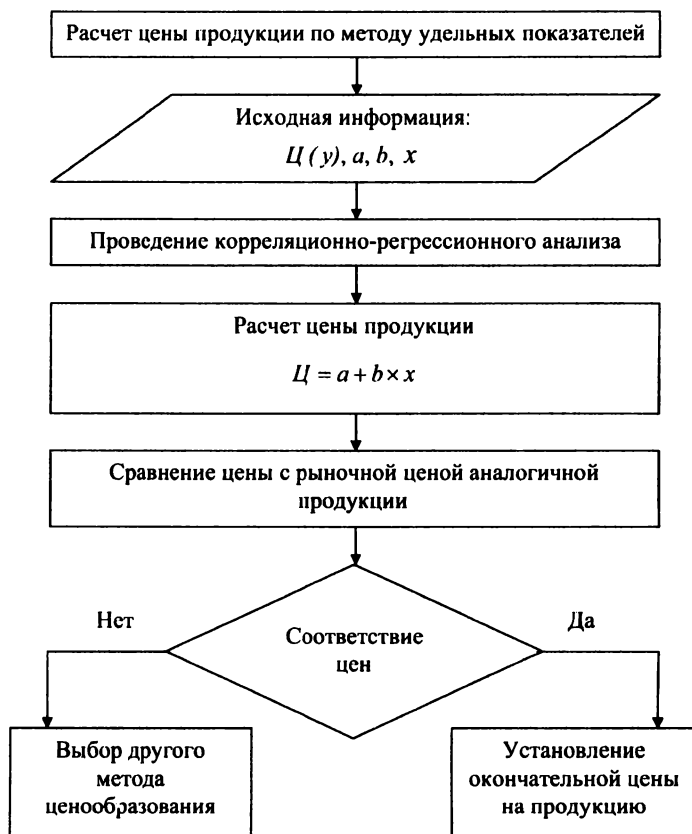 Расчет цены продукции по методу удельных показателей
Исходная информация:
Ц ( у), a, b, x
Проведение корреляционно-регрессионного анализа
Расчет цены продукции
Ц = a + b × x
Сравнение цены с рыночной ценой аналогичной
продукции
Нет
Соответствие
цен
Да
Выбор другого
метода
ценообразования
Установление
окончательной цены
на продукцию